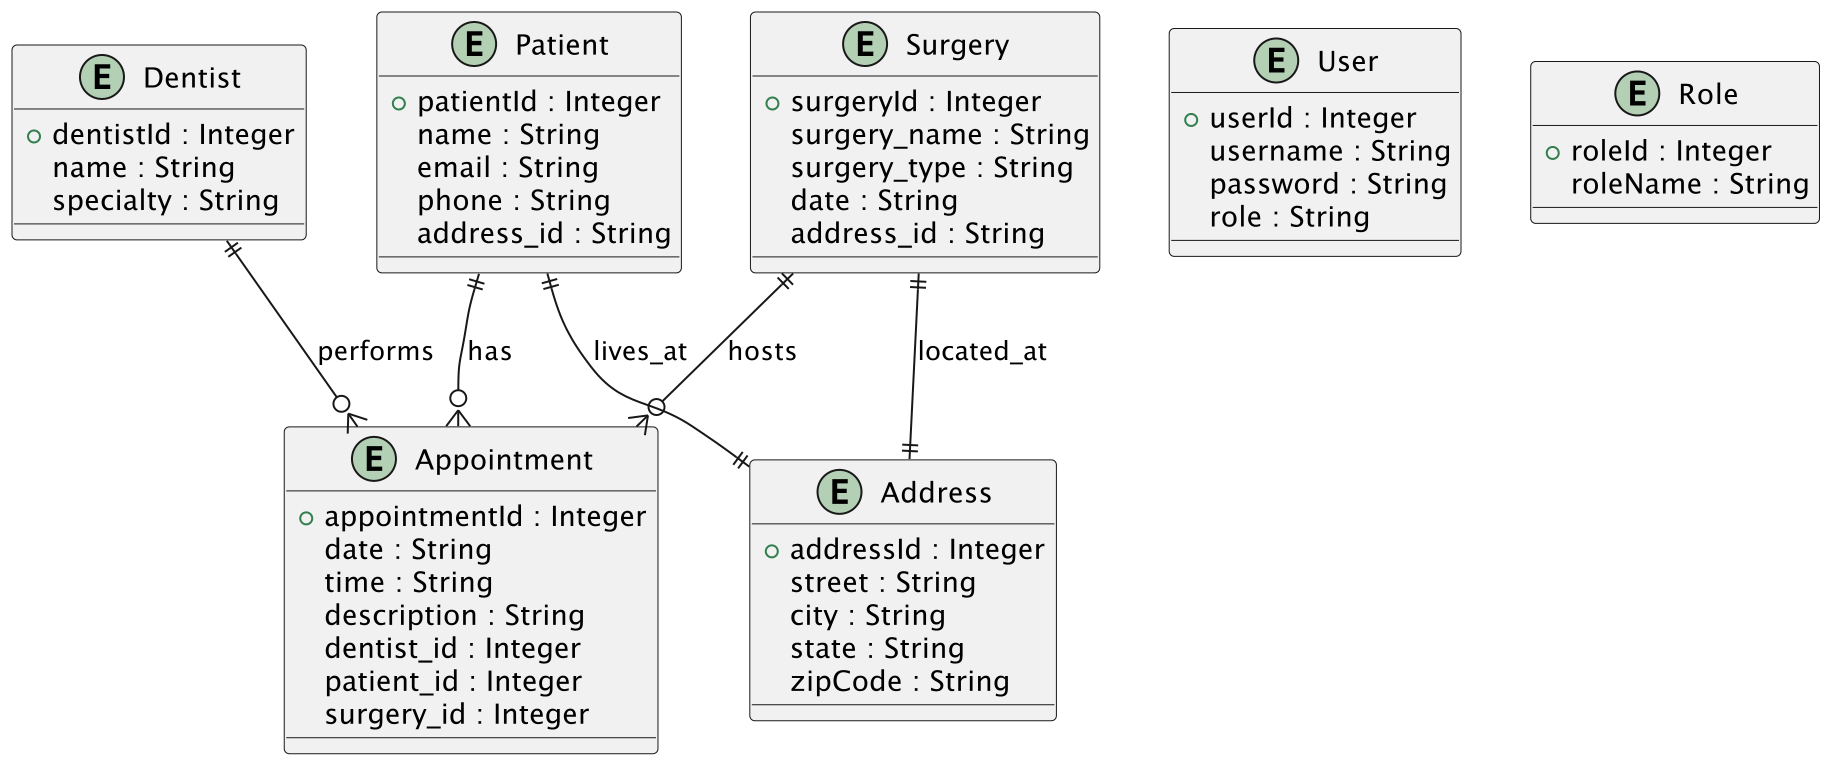 E Dentist
dentistId : Integer
name : String
specialty : String
E Patient
patientId : Integer
name : String
email : String
phone : String
address_id : String
E Surgery
surgeryId : Integer
surgery_name : String
surgery_type : String
date : String
address_id : String
E User
userId : Integer
username : String
password : String
role : String
E Role
roleId : Integer
roleName : String
performs
has
lives_at
hosts
located_at
E Appointment
appointmentId : Integer
date : String
time : String
description : String
dentist_id : Integer
patient_id : Integer
surgery_id : Integer
E Address
addressId : Integer
street : String
city : String
state : String
zipCode : String